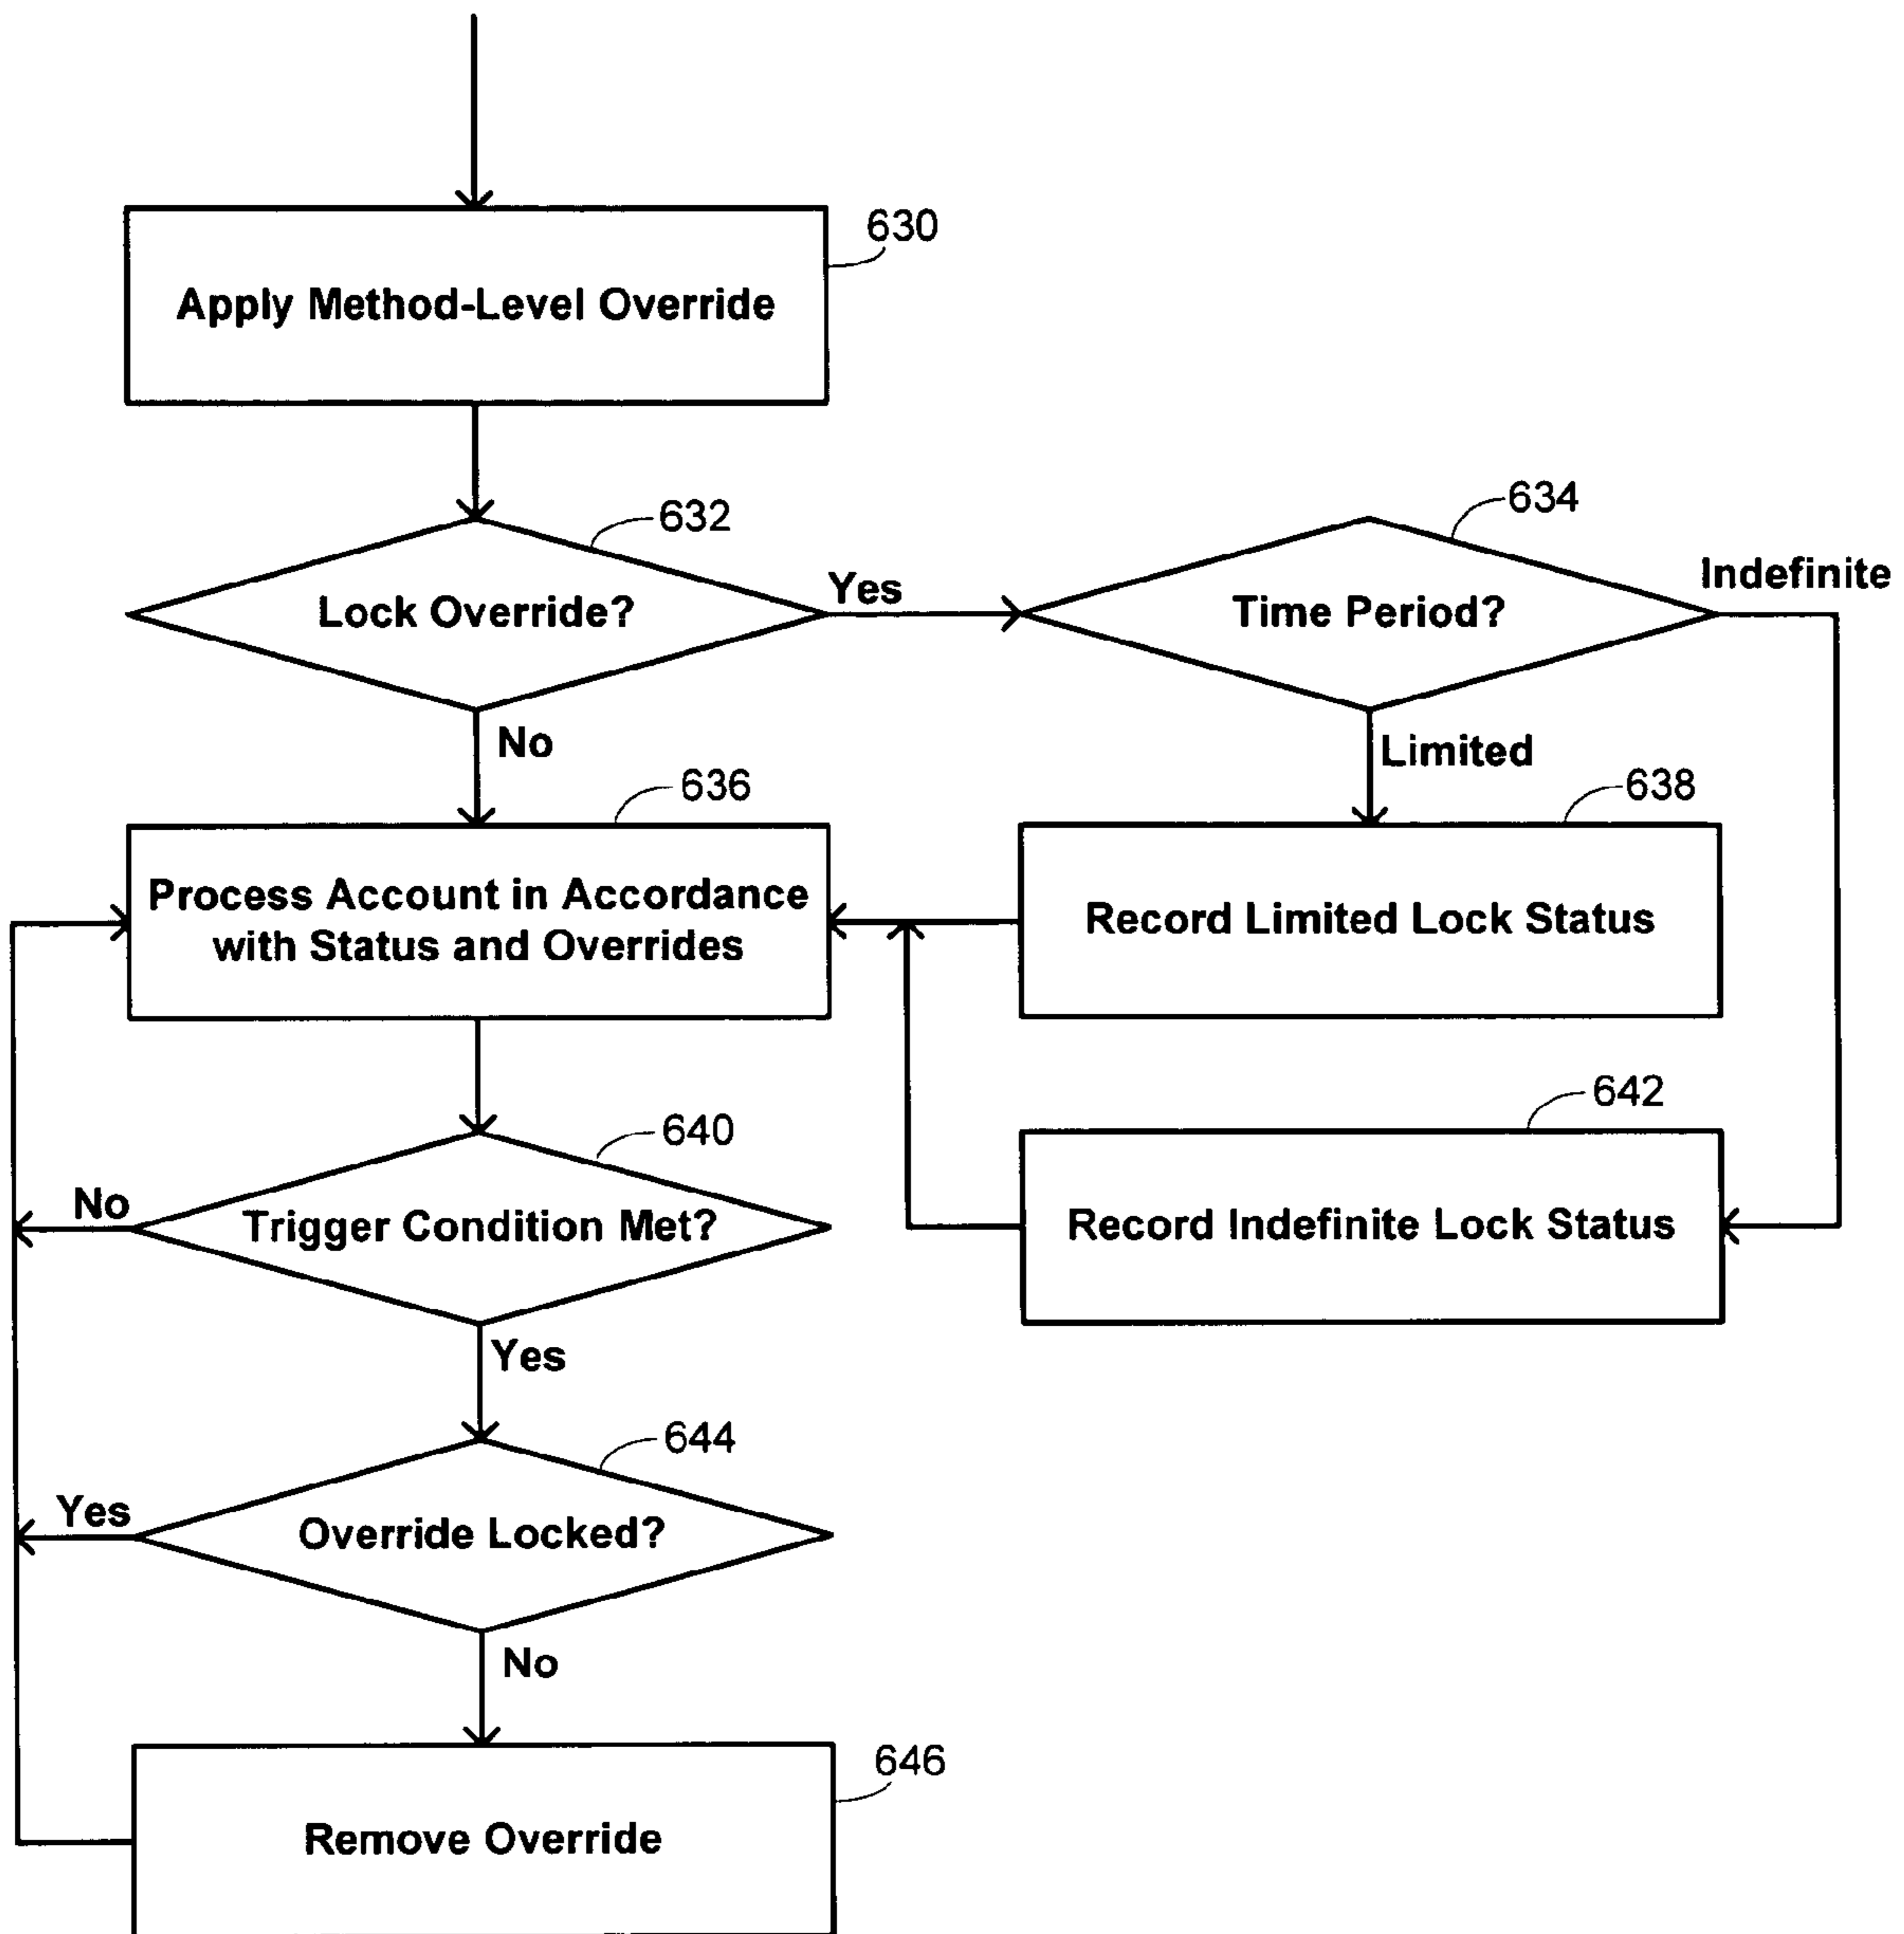 630
Apply Method-Level Override
632
Lock Override?
Yes
634
Time Period?
Indefinite
No
Limited
636
Process Account in Accordance
with Status and Overrides
638
Record Limited Lock Status
640
Trigger Condition Met?
No
Yes
642
Record Indefinite Lock Status
644
Override Locked?
Yes
No
646
Remove Override